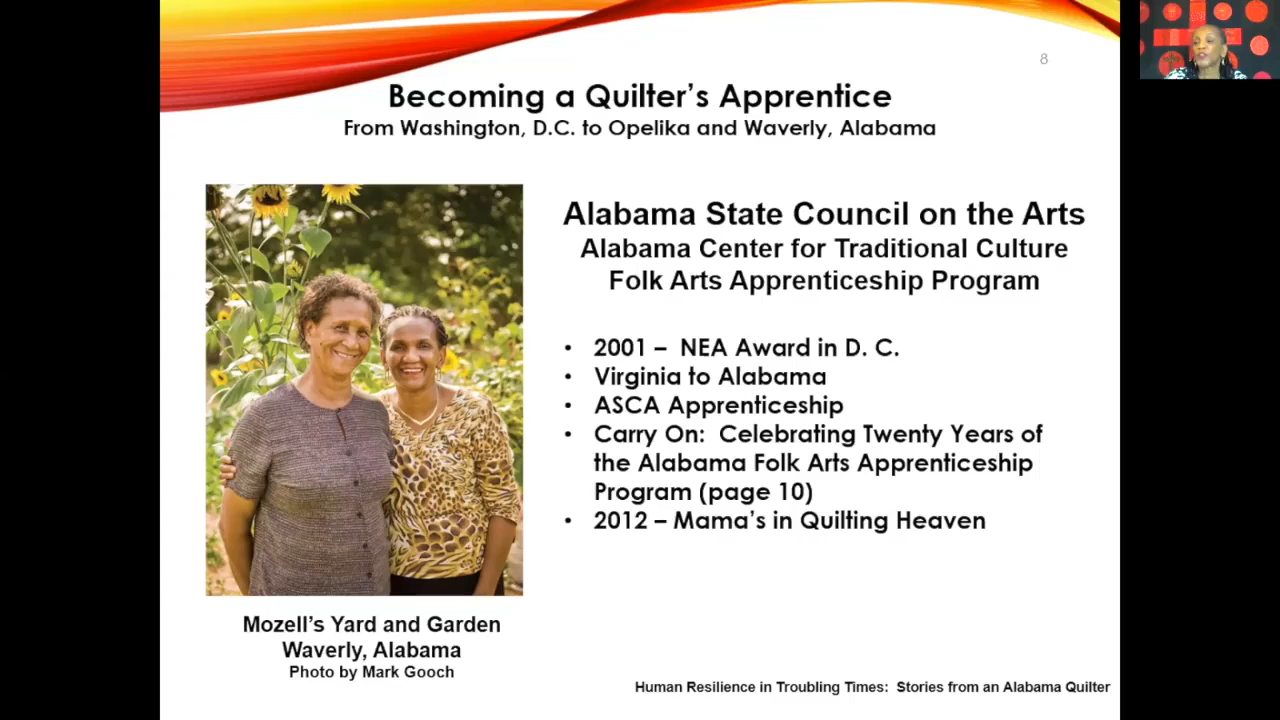 8
Becoming a Quilter's Apprentice
From Washington, D.C. to Opelika and Waverly, Alabama
Alabama State Council on the Arts
Alabama Center for Traditional Culture
Folk Arts Apprenticeship Program
• 2001 – NEA Award in D. C.
• Virginia to Alabama
• ASCA Apprenticeship
• Carry On: Celebrating Twenty Years of
the Alabama Folk Arts Apprenticeship
Program (page 10)
• 2012 – Mama's in Quilting Heaven
Mozell's Yard and Garden
Waverly, Alabama
Photo by Mark Gooch
Human Resilience in Troubling Times: Stories from an Alabama Quilter